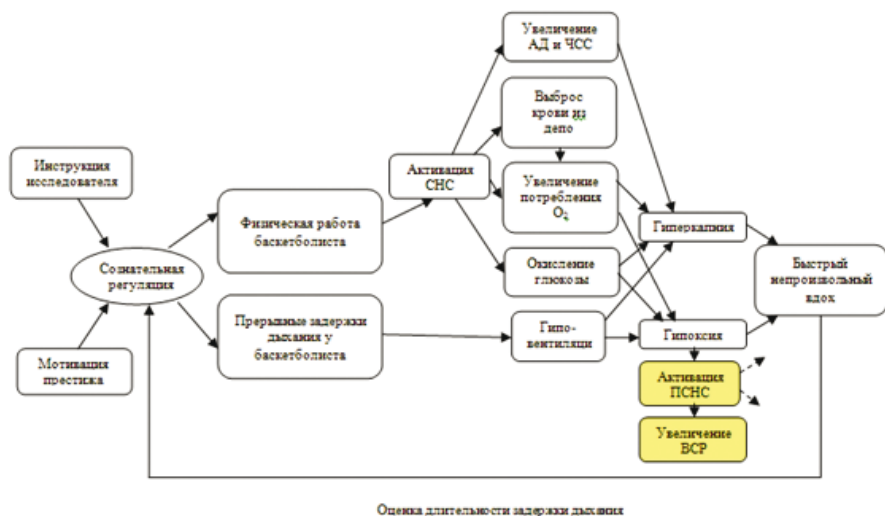 Увеличение
АД и ЧСС
Выброс
крови из
депо
Инструкция
исследователя
Активация
СНС
Увеличение
потребления
O₂
Физическая работа
баскетболиста
Гиперкапния
Сознательная
регуляция
Окисление
глюкозы
Быстрый
непроизвольный
вдох
Прерывные задержки
дыхания у
баскетболиста
Гипо-
вентиляци
Гипоксия
Мотивация
престижа
Активация
ПСНС
Увеличение
ВСР
Оценка длительности задержки дыхания